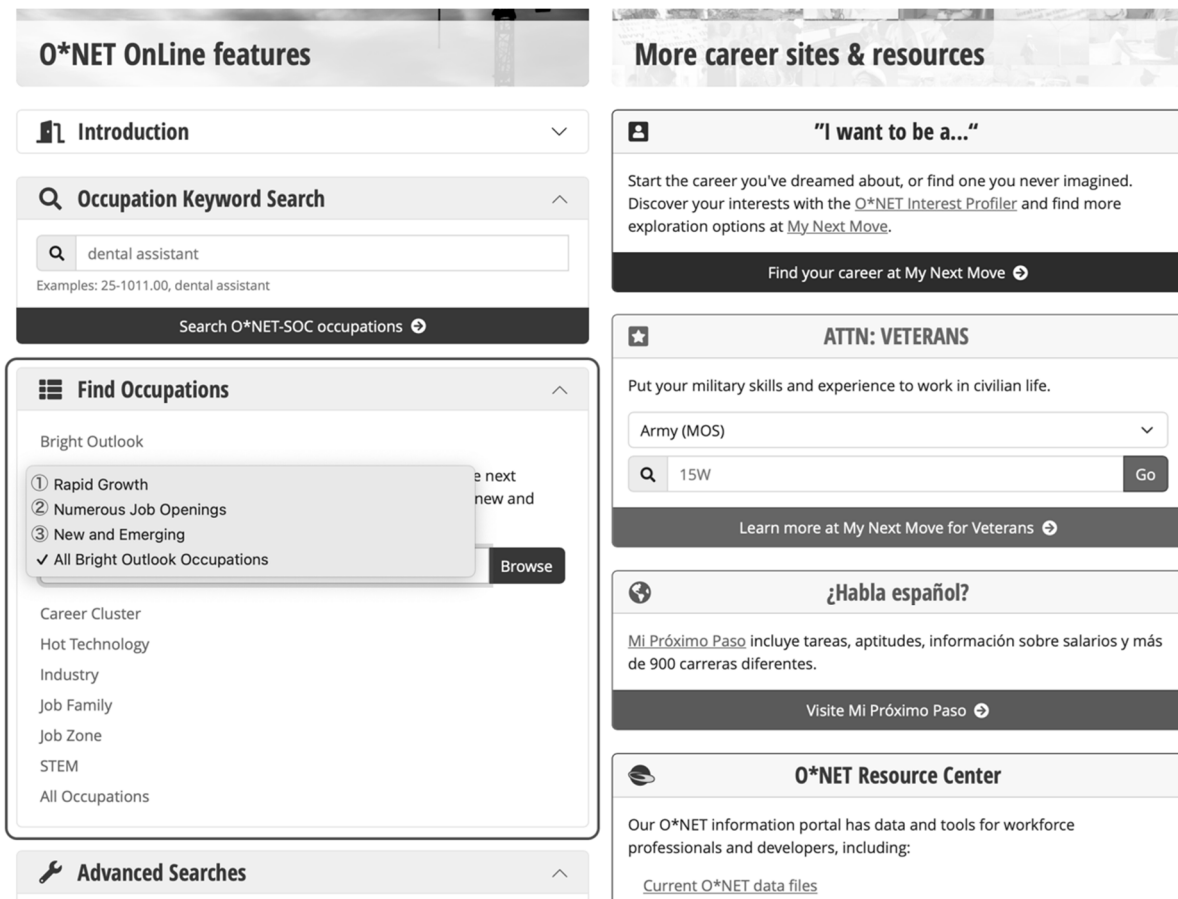 O*NET OnLine features
Introduction
Occupation Keyword Search
dental assistant
Examples: 25-1011.00, dental assistant
Search O*NET-SOC occupations
Find Occupations
Bright Outlook
e next
① Rapid Growth
new and
② Numerous Job Openings
③ New and Emerging
✓ All Bright Outlook Occupations
Browse
Career Cluster
Hot Technology
Industry
Job Family
Job Zone
STEM
All Occupations
Advanced Searches
More career sites & resources
”I want to be a...“
Start the career you've dreamed about, or find one you never imagined.
Discover your interests with the O*NET Interest Profiler and find more
exploration options at My Next Move.
Find your career at My Next Move
ATTN: VETERANS
Put your military skills and experience to work in civilian life.
Army (MOS)
15W
Go
Learn more at My Next Move for Veterans
¿Habla español?
Mi Próximo Paso incluye tareas, aptitudes, información sobre salarios y más
de 900 carreras diferentes.
Visite Mi Próximo Paso
O*NET Resource Center
Our O*NET information portal has data and tools for workforce
professionals and developers, including:
Current O*NET data files